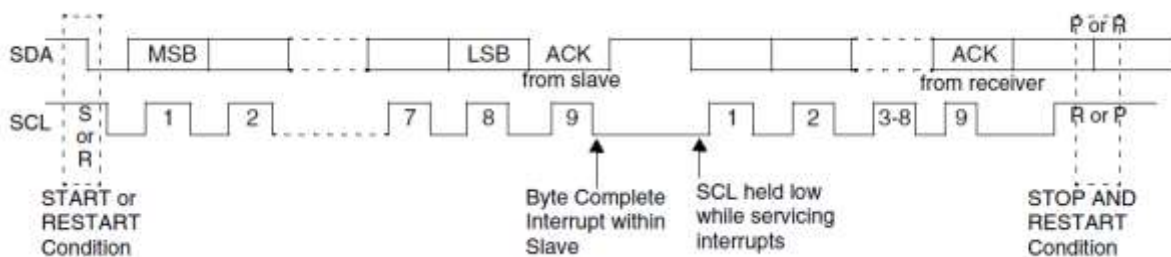 P or R
SDA MSB LSB ACK ACK
from slave from receiver
SCL S or R 1 2 7 8 9 1 2 3-8 9 R or P
START or
RESTART
Condition
Byte Complete
Interrupt within
Slave
SCL held low
while servicing
interrupts
STOP AND
RESTART
Condition